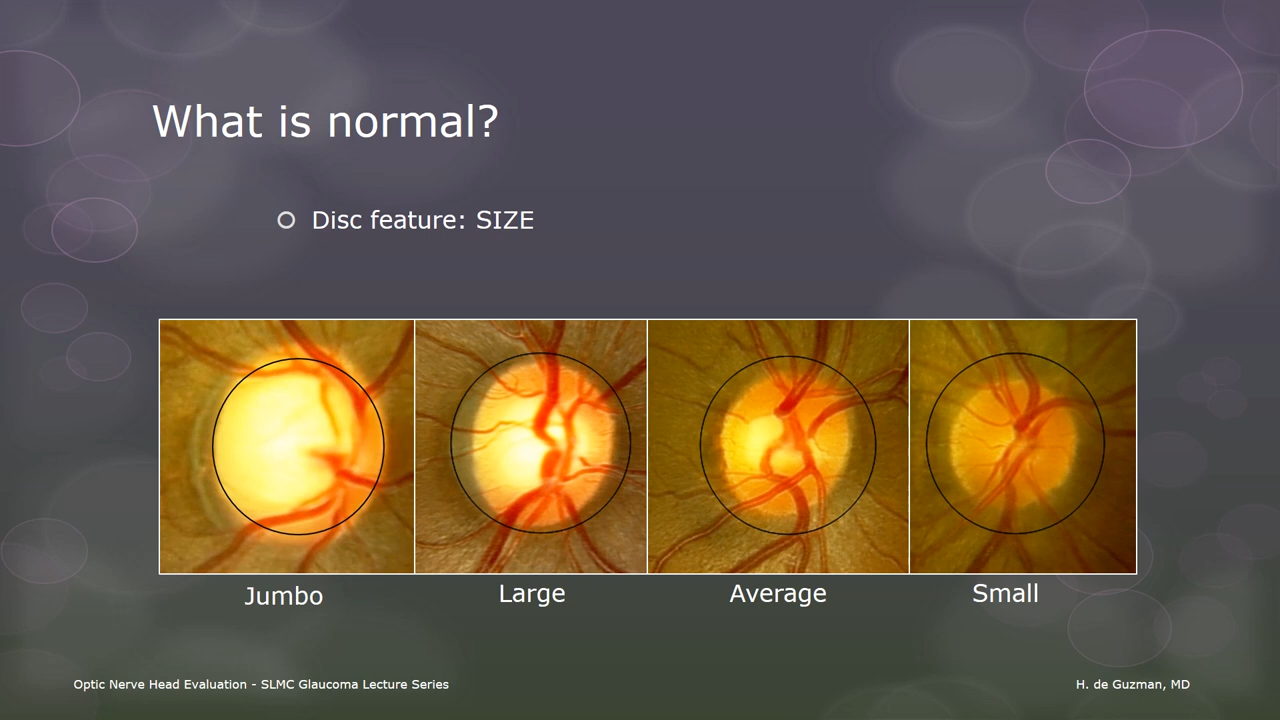 What is normal?
Disc feature: SIZE
Jumbo
Large
Average
Small
Optic Nerve Head Evaluation - SLMC Glaucoma Lecture Series
H. de Guzman, MD